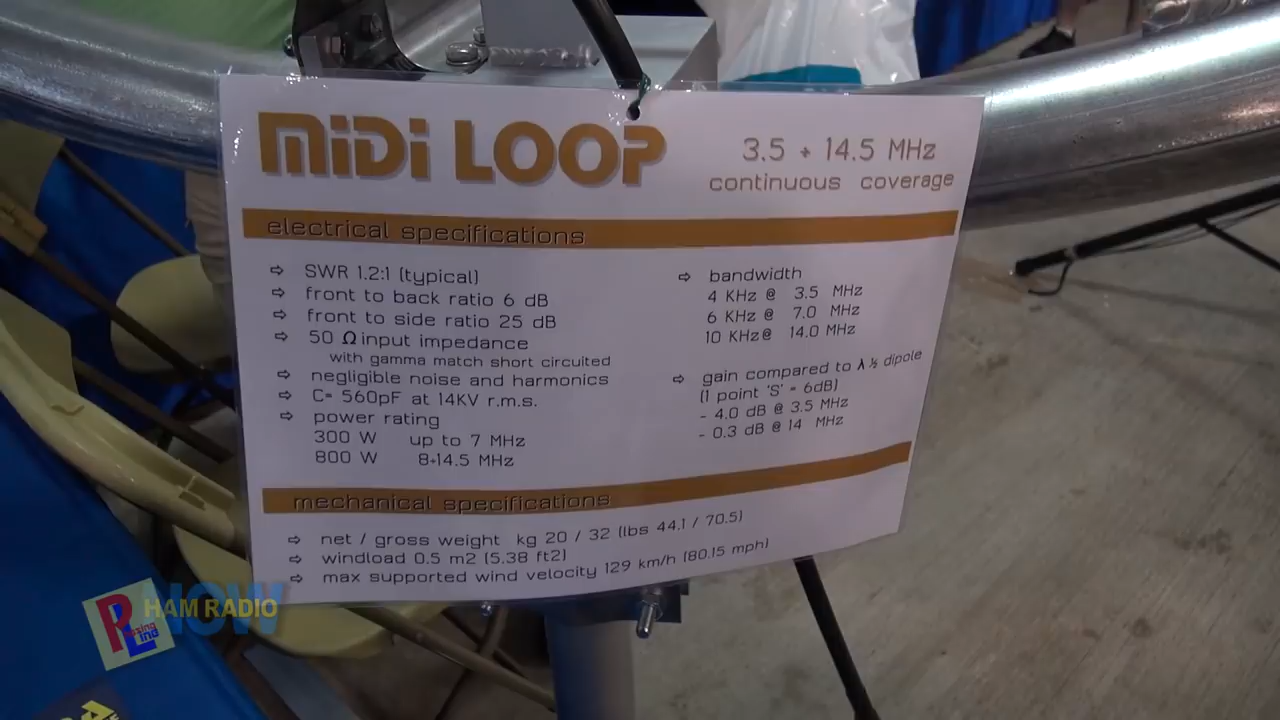 MiDi LOOP
3.5 ÷ 14.5 MHz
continuous coverage
electrical specifications
⇨ SWR 1.2:1 (typical)
⇨ front to back ratio 6 dB
⇨ front to side ratio 25 dB
⇨ 50 Ω input impedance
with gamma match short circuited
⇨ negligible noise and harmonics
⇨ C= 560pF at 14KV r.m.s.
⇨ power rating
300 W up to 7 MHz
800 W 8÷14.5 MHz
⇨ bandwidth
4 KHz @ 3.5 MHz
6 KHz @ 7.0 MHz
10 KHz@ 14.0 MHz
⇨ gain compared to λ ½ dipole
(1 point 'S' = 6dB)
- 4.0 dB @ 3.5 MHz
- 0.3 dB @ 14 MHz
mechanical specifications
⇨ net / gross weight kg 20 / 32 (lbs 44.1 / 70.5)
⇨ windload 0.5 m2 (5.38 ft2)
⇨ max supported wind velocity 129 km/h (80.15 mph)
HAM RADIO
NOW